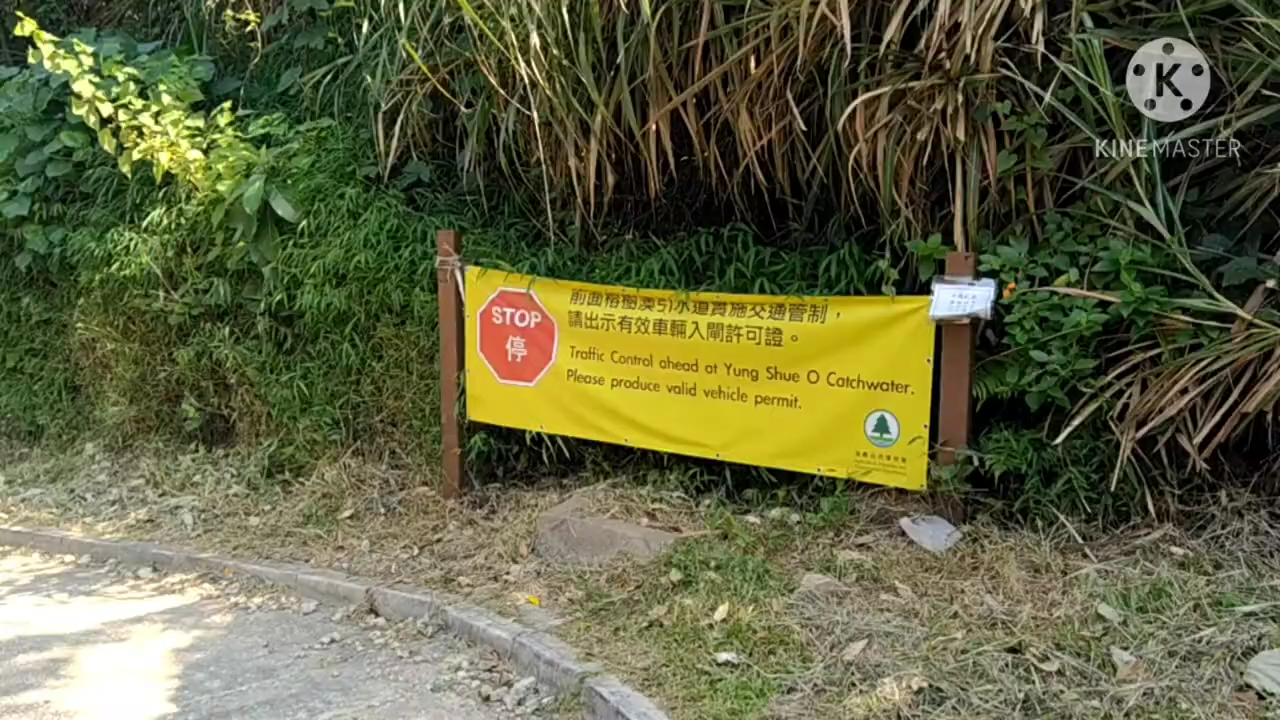 K
KINEMASTER
STOP
停
前面榕樹澳引水道實施交通管制，
請出示有效車輛入閘許可證。
Traffic Control ahead at Yung Shue O Catchwater.
Please produce valid vehicle permit.